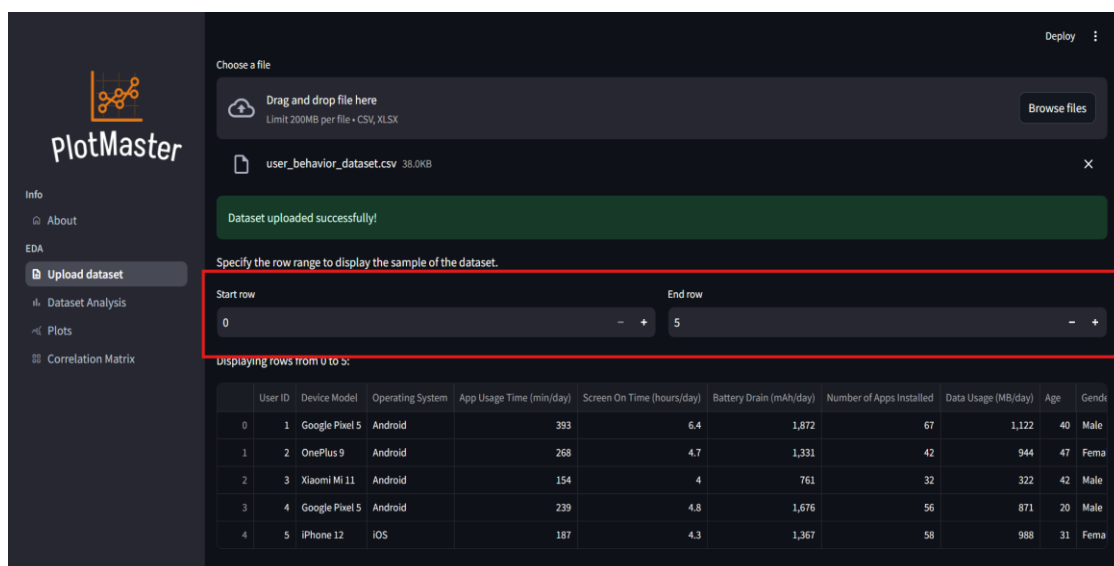 Deploy
Choose a file
Drag and drop file here
Limit 200MB per file • CSV, XLSX
Browse files
PlotMaster
user_behavior_dataset.csv 38.0KB
Info
About
Dataset uploaded successfully!
EDA
Upload dataset
Specify the row range to display the sample of the dataset.
Dataset Analysis
Start row End row
0 5
Plots
Correlation Matrix
Displaying rows from 0 to 5:
User ID Device Model Operating System App Usage Time (min/day) Screen On Time (hours/day) Battery Drain (mAh/day) Number of Apps Installed Data Usage (MB/day) Age Gende
0 1 Google Pixel 5 Android 393 6.4 1,872 67 1,122 40 Male
1 2 OnePlus 9 Android 268 4.7 1,331 42 944 47 Fema
2 3 Xiaomi Mi 11 Android 154 4 761 32 322 42 Male
3 4 Google Pixel 5 Android 239 4.8 1,676 56 871 20 Male
4 5 iPhone 12 iOS 187 4.3 1,367 58 988 31 Fema